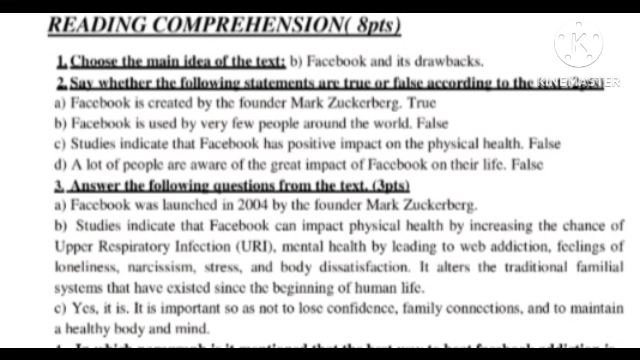 READING COMPREHENSION( 8pts)
KINEMASTER
1. Choose the main idea of the text: b) Facebook and its drawbacks.
2. Say whether the following statements are true or false according to the
a) Facebook is created by the founder Mark Zuckerberg. True
b) Facebook is used by very few people around the world. False
c) Studies indicate that Facebook has positive impact on the physical health. False
d) A lot of people are aware of the great impact of Facebook on their life. False
3. Answer the following questions from the text. (3pts)
a) Facebook was launched in 2004 by the founder Mark Zuckerberg.
b) Studies indicate that Facebook can impact physical health by increasing the chance of
Upper Respiratory Infection (URI), mental health by leading to web addiction, feelings of
loneliness, narcissism, stress, and body dissatisfaction. It alters the traditional familial
systems that have existed since the beginning of human life.
c) Yes, it is. It is important so as not to lose confidence, family connections, and to maintain
a healthy body and mind.